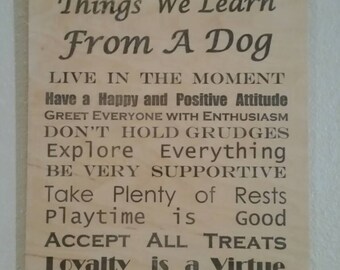 Things We Learn
From A Dog
LIVE IN THE MOMENT
Have a Happy and Positive Attitude
GREET EVERYONE WITH ENTHUSIASM
DON'T HOLD GRUDGES
Explore Everything
BE VERY SUPPORTIVE
Take Plenty of Rests
Playtime is Good
ACCEPT ALL TREATS
Loyalty is a Virtue